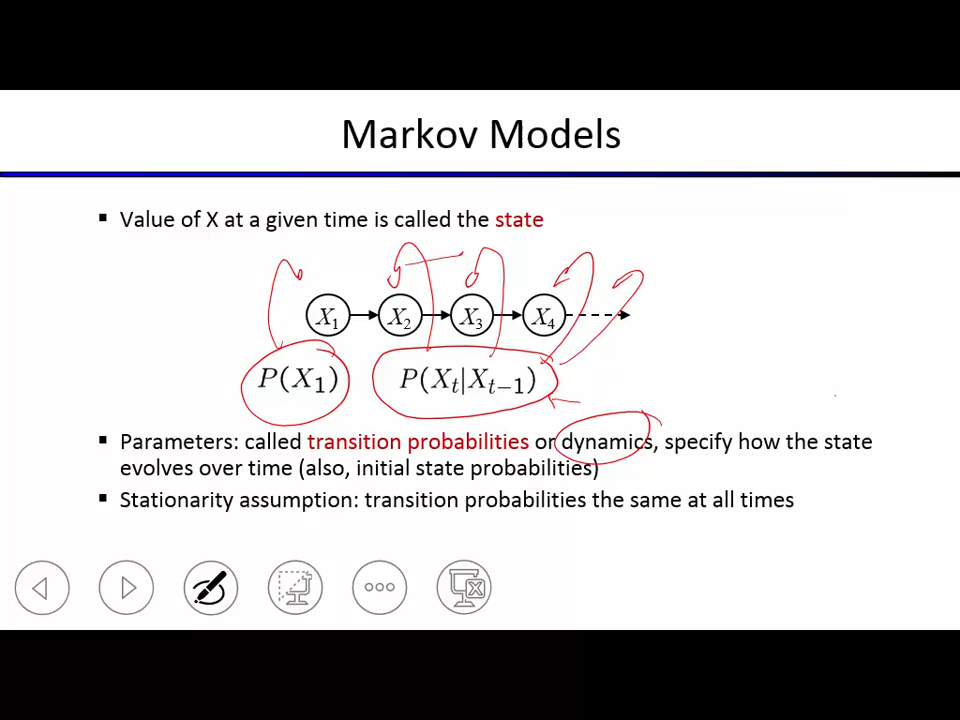 Markov Models
▪ Value of X at a given time is called the state
X₁ X₂ X₃ X₄
P(X₁) P(Xₜ|Xₜ₋₁)
▪ Parameters: called transition probabilities or dynamics, specify how the state
evolves over time (also, initial state probabilities)
▪ Stationarity assumption: transition probabilities the same at all times